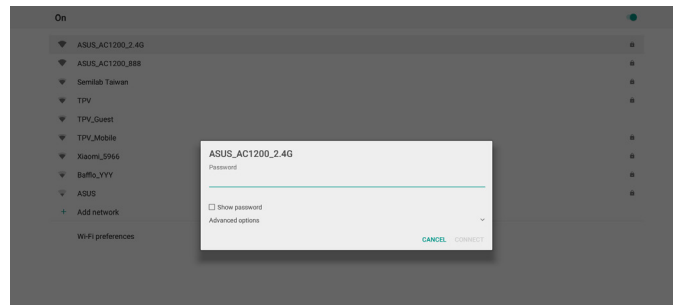 On
ASUS_AC1200_2.4G
ASUS_AC1200_888
Semilab Taiwan
TPV
TPV_Guest
TPV_Mobile
Xiaomi_5966
Bafflo_YYY
ASUS
Add network
Wi-Fi preferences
ASUS_AC1200_2.4G
Password
Show password
Advanced options
CANCEL CONNECT